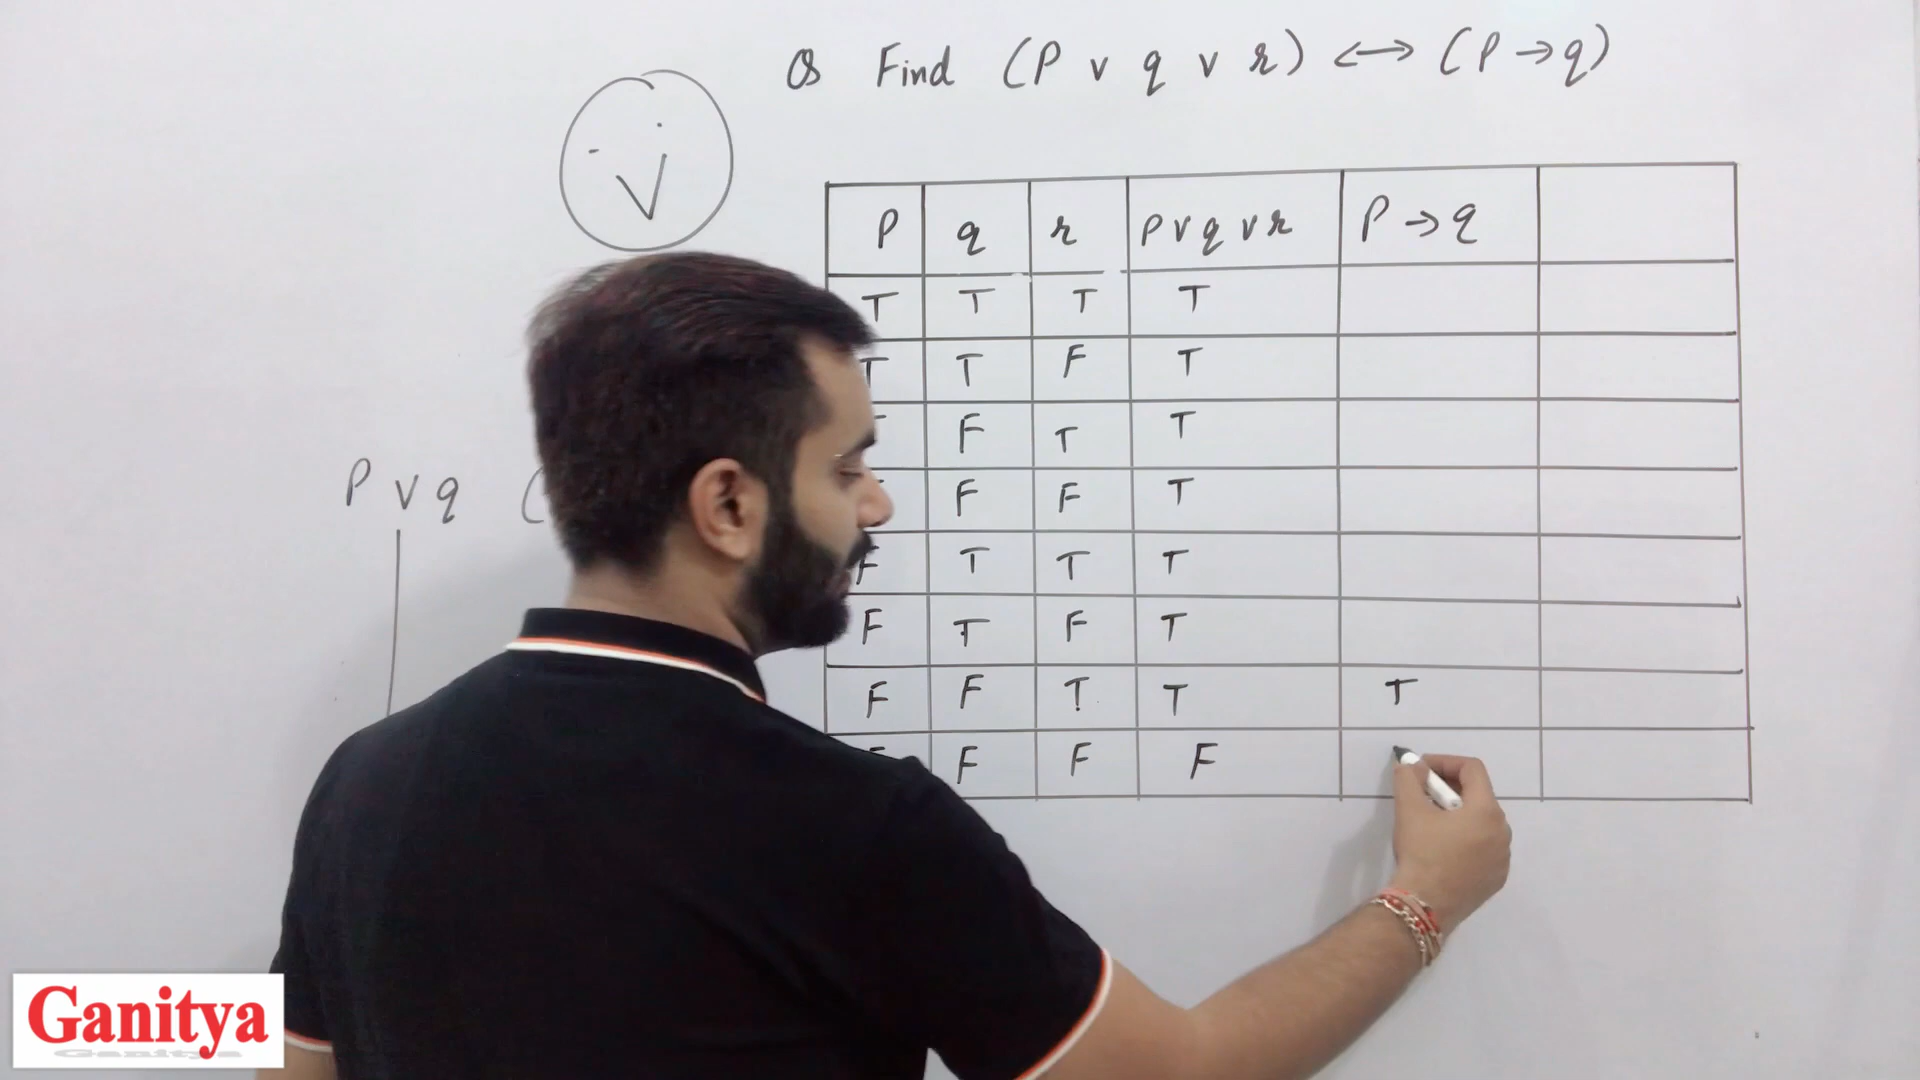 Q Find (P ∨ q ∨ r) ↔ (P → q)
P q r P∨q∨r P → q
T T T T
T T F T
F T T
F F T
F T T T
F T F T
F F T T T
F F F F
P ∨ q (
Ganitya